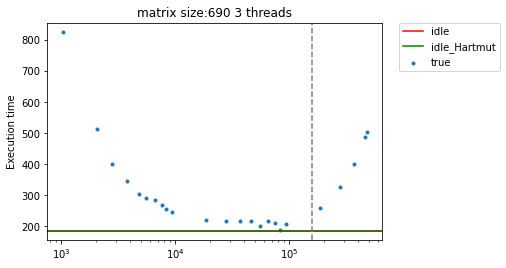 matrix size:690 3 threads
idle
idle_Hartmut
true
Execution time
800
700
600
500
400
300
200
10³
10⁴
10⁵